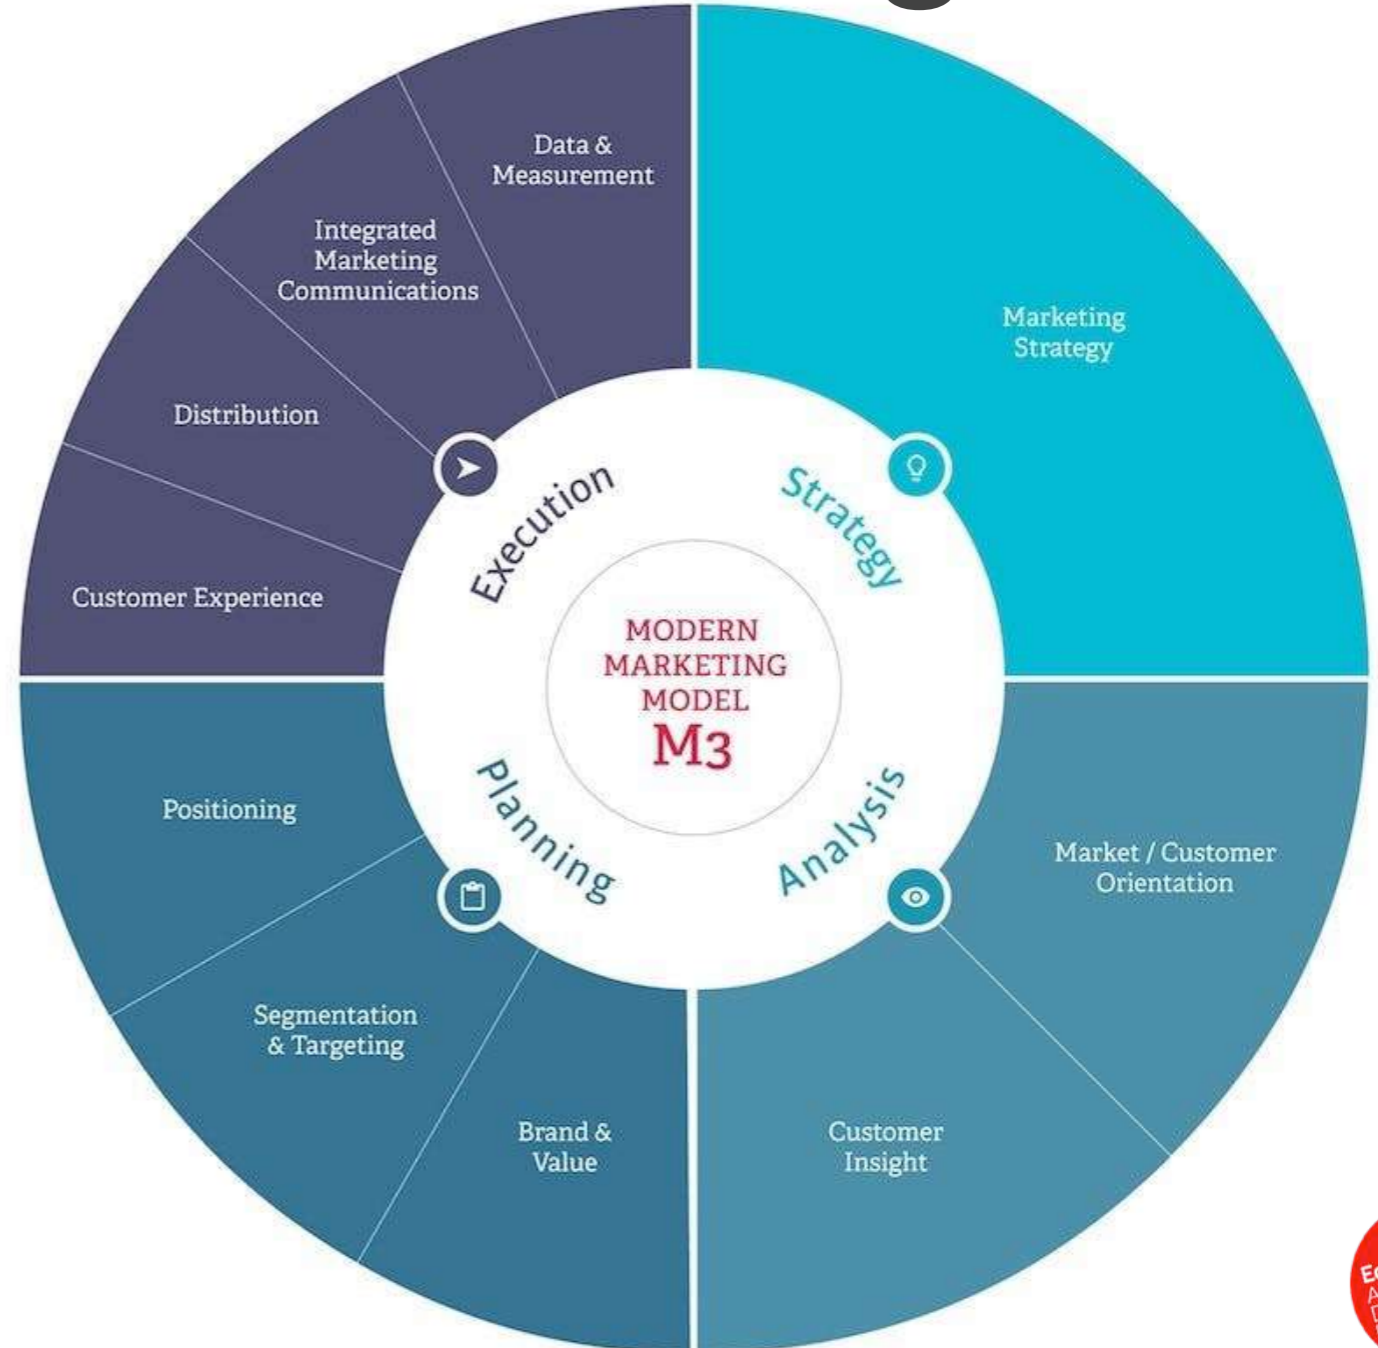 Data &
Measurement
Integrated
Marketing
Communications
Distribution
Customer Experience
Marketing
Strategy
Execution
Strategy
MODERN
MARKETING
MODEL
M3
Planning
Analysis
Positioning
Segmentation
& Targeting
Brand &
Value
Market / Customer
Orientation
Customer
Insight